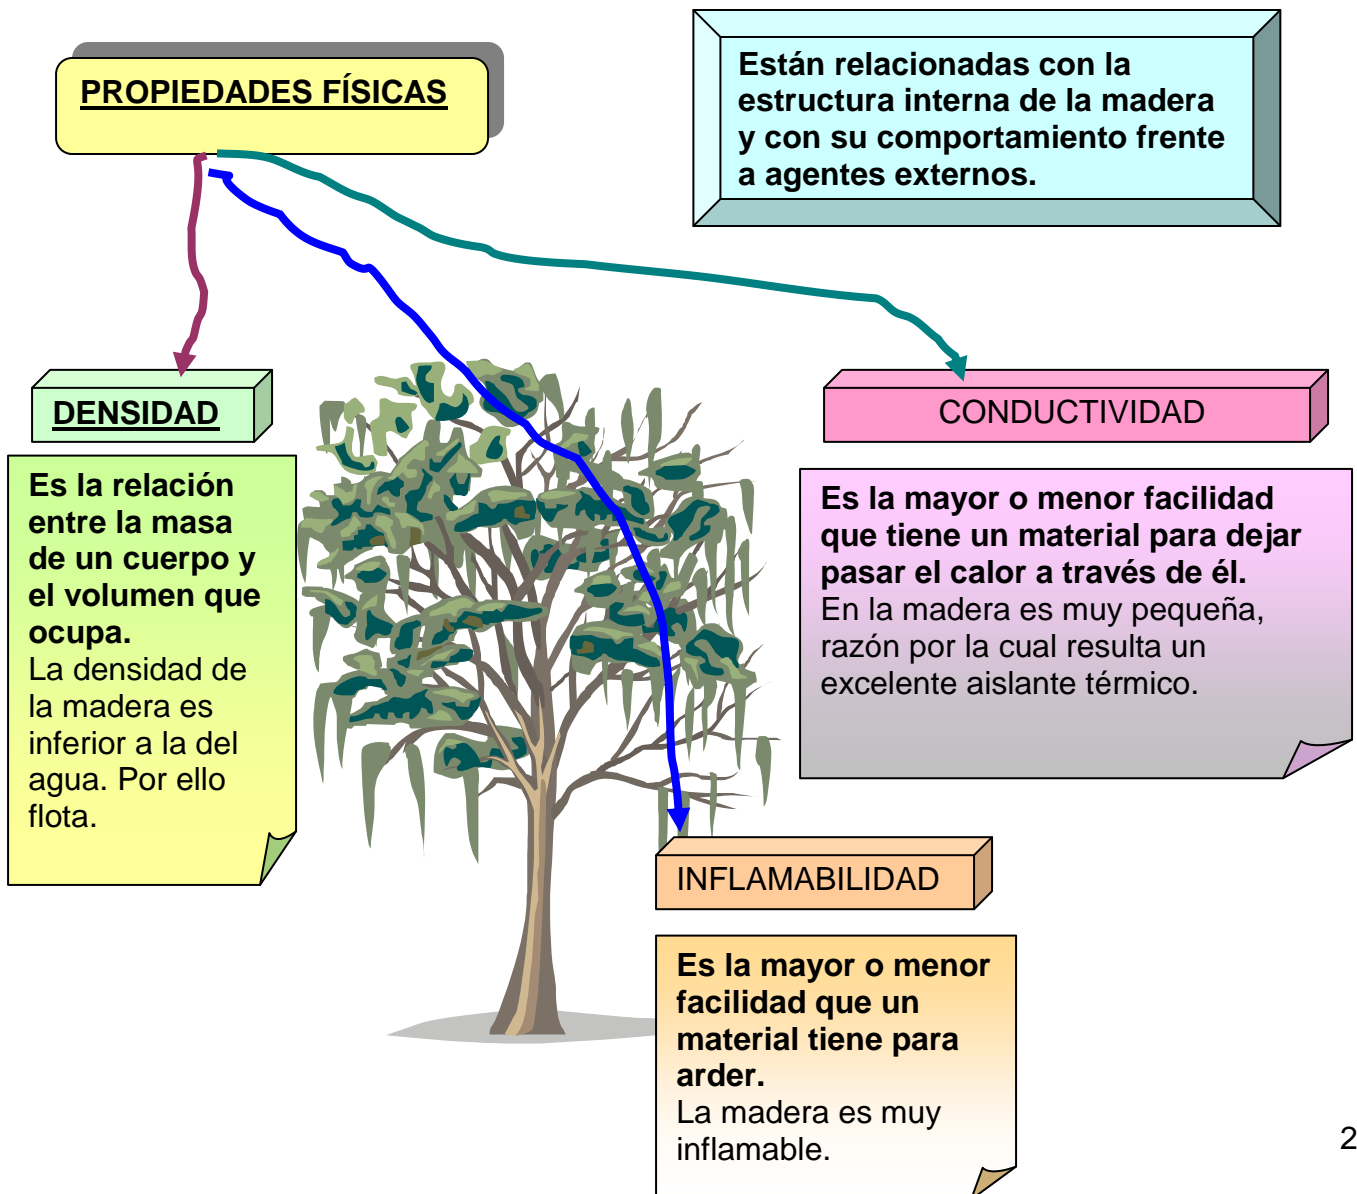 PROPIEDADES FÍSICAS
Están relacionadas con la
estructura interna de la madera
y con su comportamiento frente
a agentes externos.
DENSIDAD
Es la relación
entre la masa
de un cuerpo y
el volumen que
ocupa.
La densidad de
la madera es
inferior a la del
agua. Por ello
flota.
CONDUCTIVIDAD
Es la mayor o menor facilidad
que tiene un material para dejar
pasar el calor a través de él.
En la madera es muy pequeña,
razón por la cual resulta un
excelente aislante térmico.
INFLAMABILIDAD
Es la mayor o menor
facilidad que un
material tiene para
arder.
La madera es muy
inflamable.
2